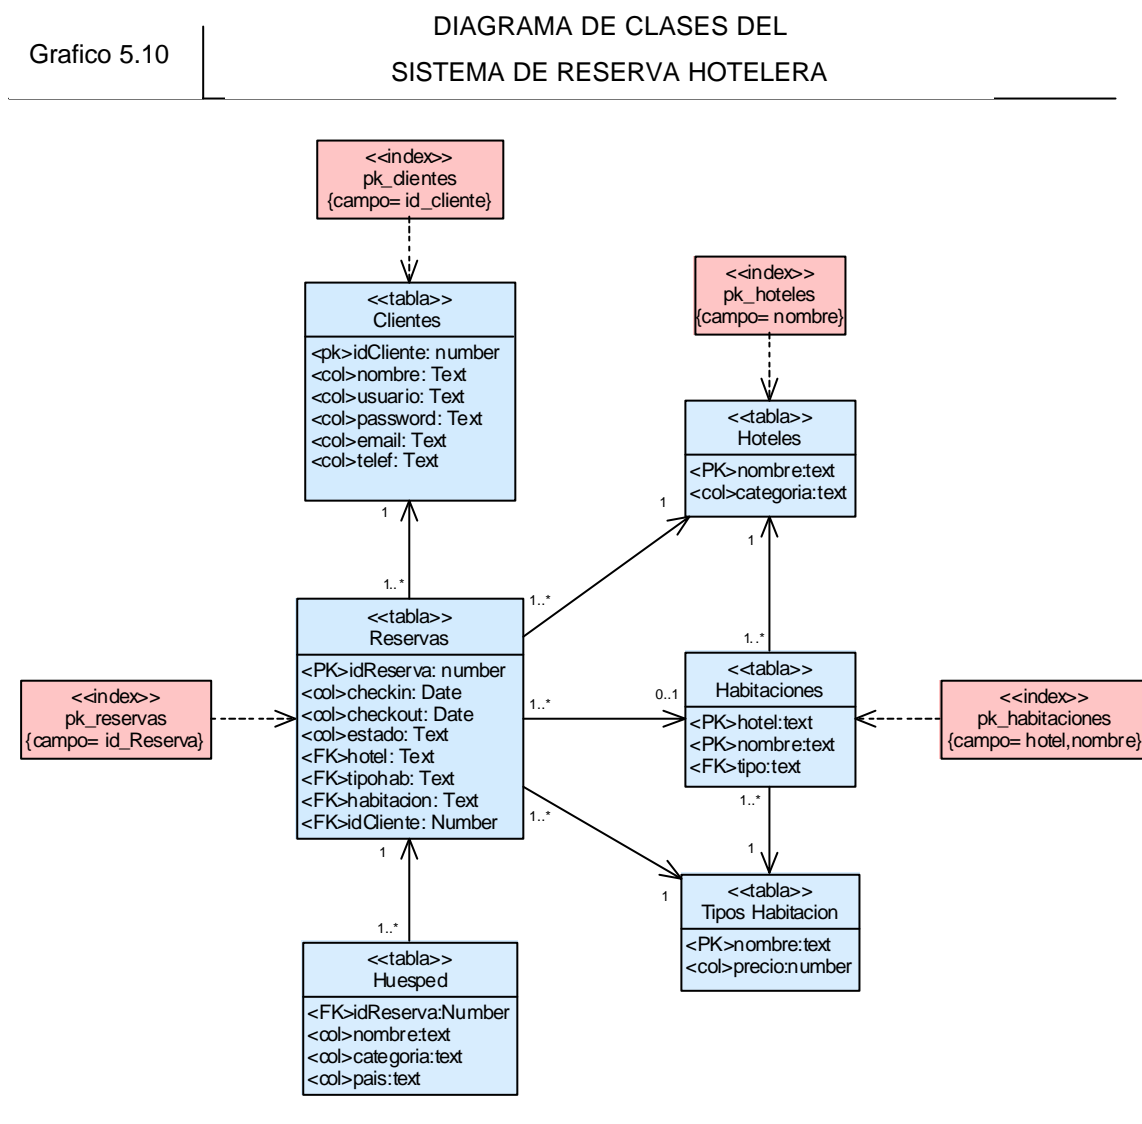 Grafico 5.10
DIAGRAMA DE CLASES DEL
SISTEMA DE RESERVA HOTELERA
<<index>>
pk_clientes
{campo= id_cliente}
<<index>>
pk_hoteles
{campo= nombre}
<<tabla>>
Clientes
<pk>idCliente: number
<col>nombre: Text
<col>usuario: Text
<col>password: Text
<col>email: Text
<col>telef: Text
<<tabla>>
Hoteles
<PK>nombre:text
<col>categoria:text
1
1
1
1..*
1..*
1..*
<<tabla>>
Reservas
<PK>idReserva: number
<col>checkin: Date
<col>checkout: Date
<col>estado: Text
<FK>hotel: Text
<FK>tipohab: Text
<FK>habitacion: Text
<FK>idCliente: Number
<<index>>
pk_reservas
{campo= id_Reserva}
1..*
0..1
<<tabla>>
Habitaciones
<PK>hotel:text
<PK>nombre:text
<FK>tipo:text
<<index>>
pk_habitaciones
{campo= hotel,nombre}
1..*
1..*
1
1
1
1..*
<<tabla>>
Tipos Habitacion
<PK>nombre:text
<col>precio:number
<<tabla>>
Huesped
<FK>idReserva:Number
<col>nombre:text
<col>categoria:text
<col>pais:text